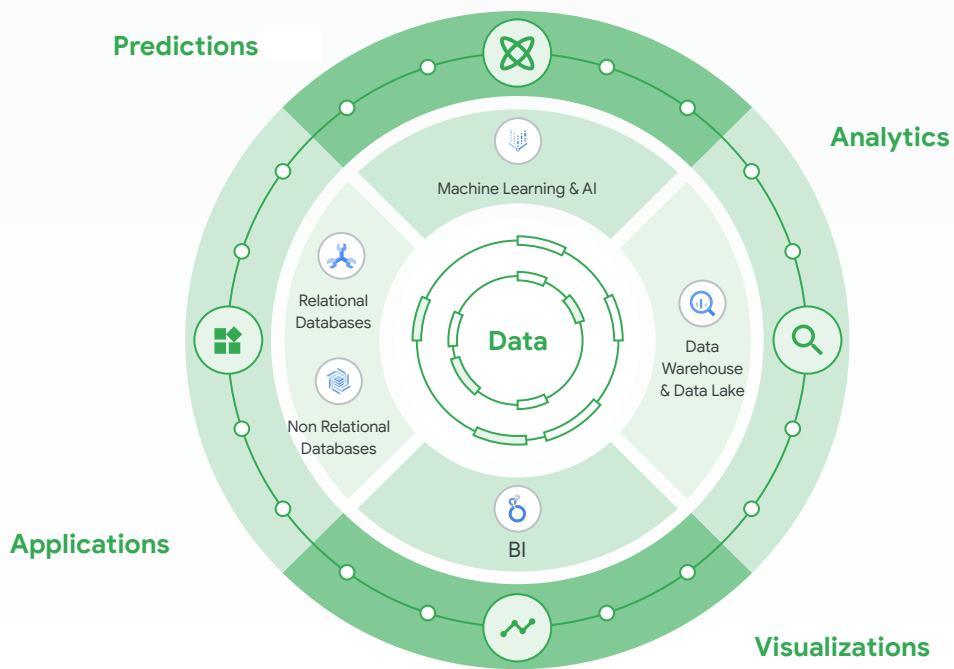 Predictions
Analytics
Machine Learning & AI
Relational
Databases
Non Relational
Databases
Data
Data
Warehouse
& Data Lake
BI
Applications
Visualizations